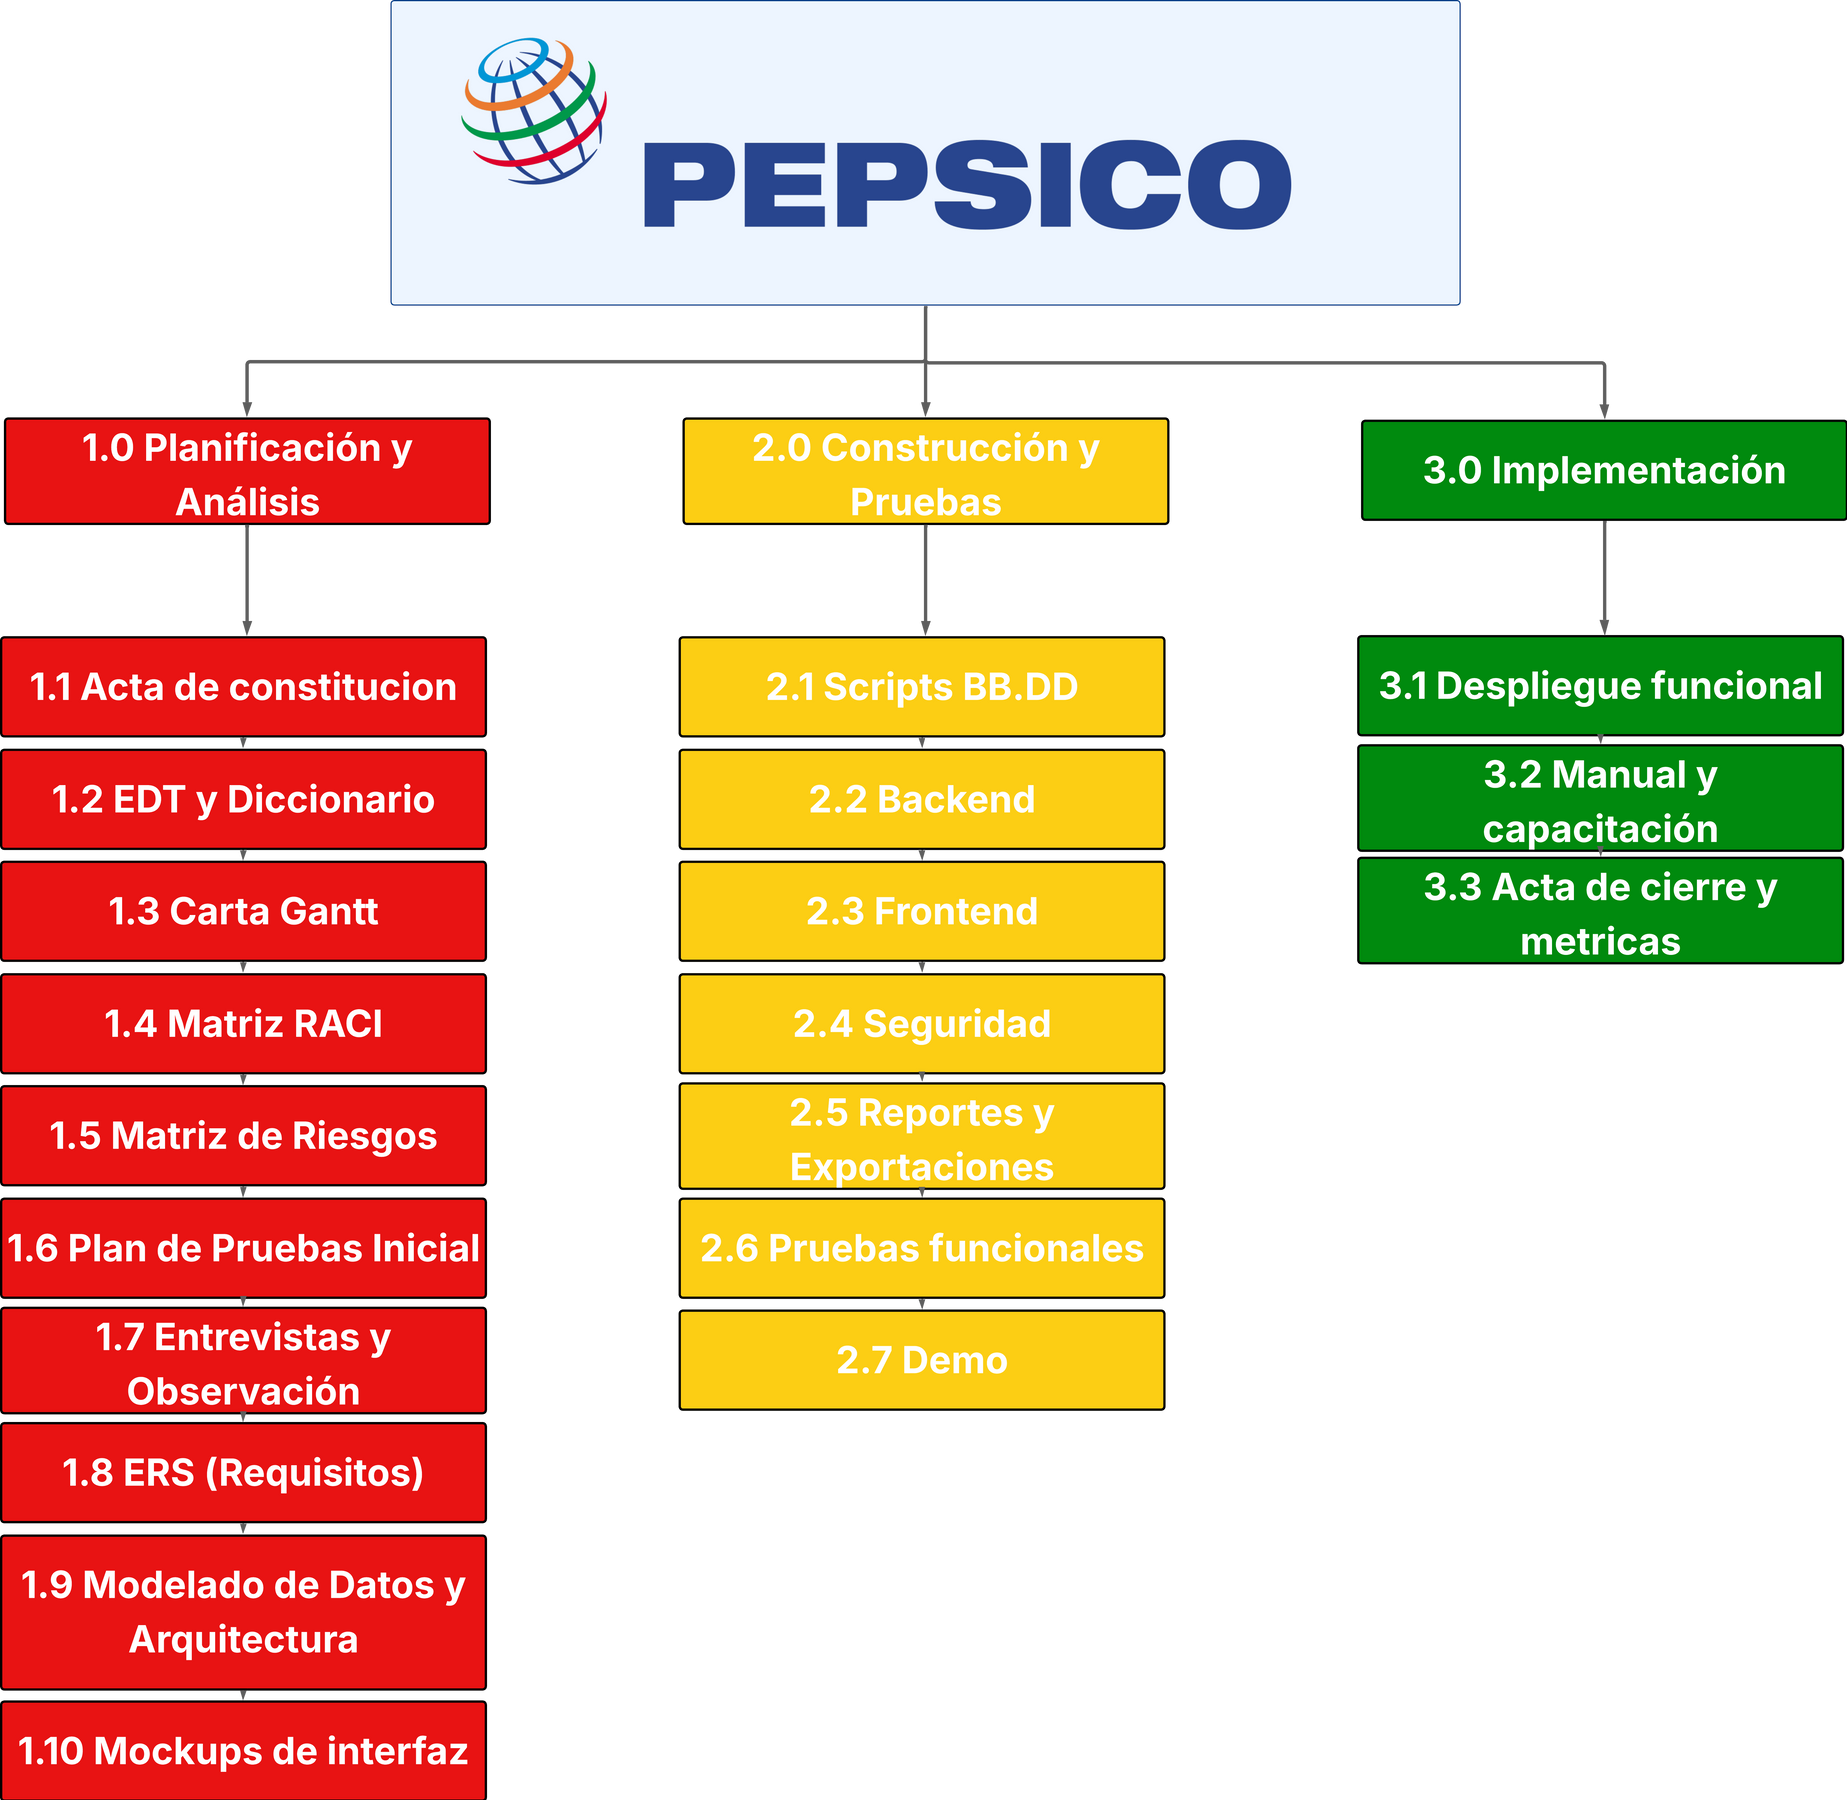 PEPSICO
1.0 Planificación y
Análisis
1.1 Acta de constitucion
1.2 EDT y Diccionario
1.3 Carta Gantt
1.4 Matriz RACI
1.5 Matriz de Riesgos
1.6 Plan de Pruebas Inicial
1.7 Entrevistas y
Observación
1.8 ERS (Requisitos)
1.9 Modelado de Datos y
Arquitectura
1.10 Mockups de interfaz
2.0 Construcción y
Pruebas
2.1 Scripts BB.DD
2.2 Backend
2.3 Frontend
2.4 Seguridad
2.5 Reportes y
Exportaciones
2.6 Pruebas funcionales
2.7 Demo
3.0 Implementación
3.1 Despliegue funcional
3.2 Manual y
capacitación
3.3 Acta de cierre y
metricas